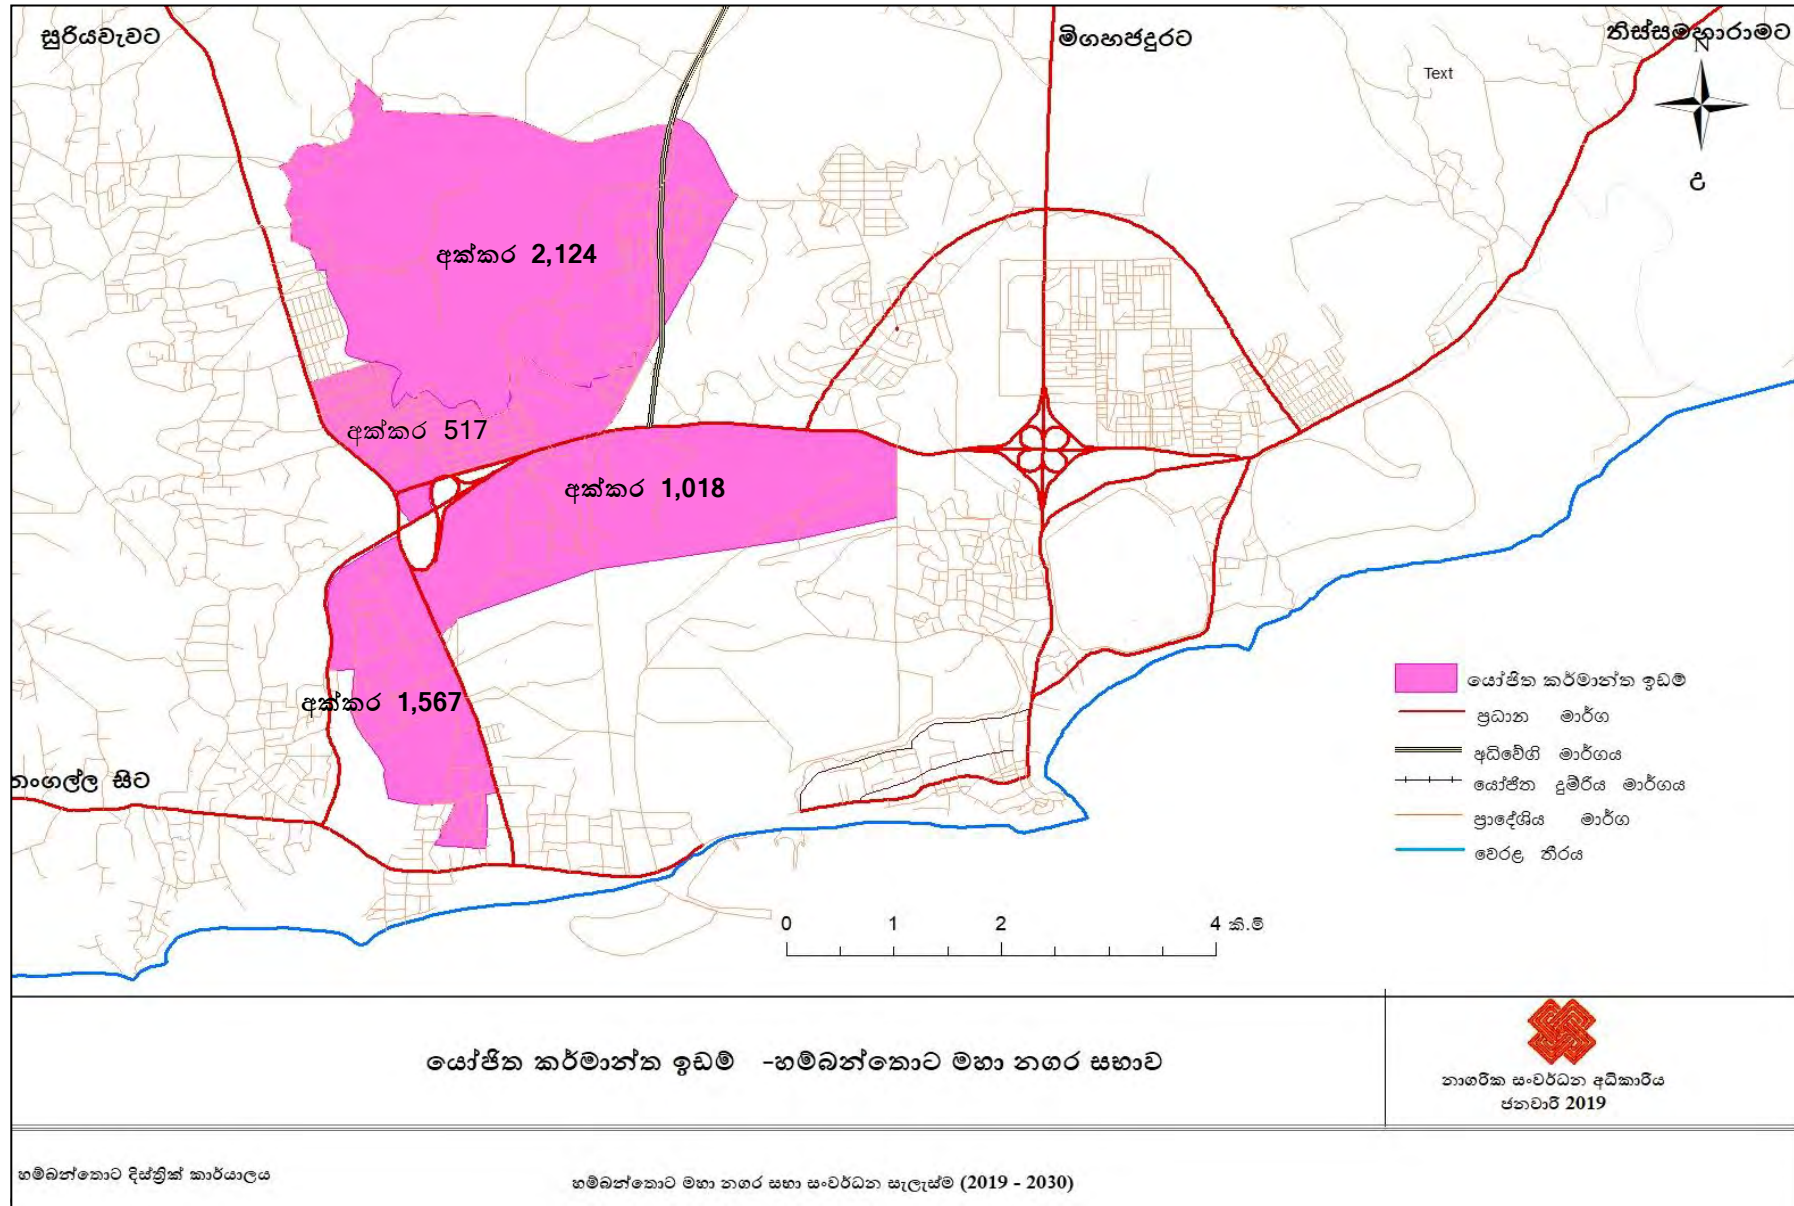 සූරියවැවට
මීගහජදුරට
තිස්සමහාරාමට
N
Text
උ
අක්කර 2,124
අක්කර 517
අක්කර 1,018
අක්කර 1,567
තංගල්ල සිට
යෝජිත කර්මාන්ත ඉඩම්
ප්‍රධාන මාර්ග
අධිවේගි මාර්ගය
යෝජිත දුම්රිය මාර්ගය
ප්‍රාදේශිය මාර්ග
වෙරළ තීරය
0 1 2 4 කි.මී
යෝජිත කර්මාන්ත ඉඩම් -හම්බන්තොට මහා නගර සභාව
නාගරික සංවර්ධන අධිකාරිය
ජනවාරි 2019
හම්බන්තොට දිස්ත්‍රික් කාර්යාලය
හම්බන්තොට මහා නගර සභා සංවර්ධන සැලැස්ම (2019 - 2030)